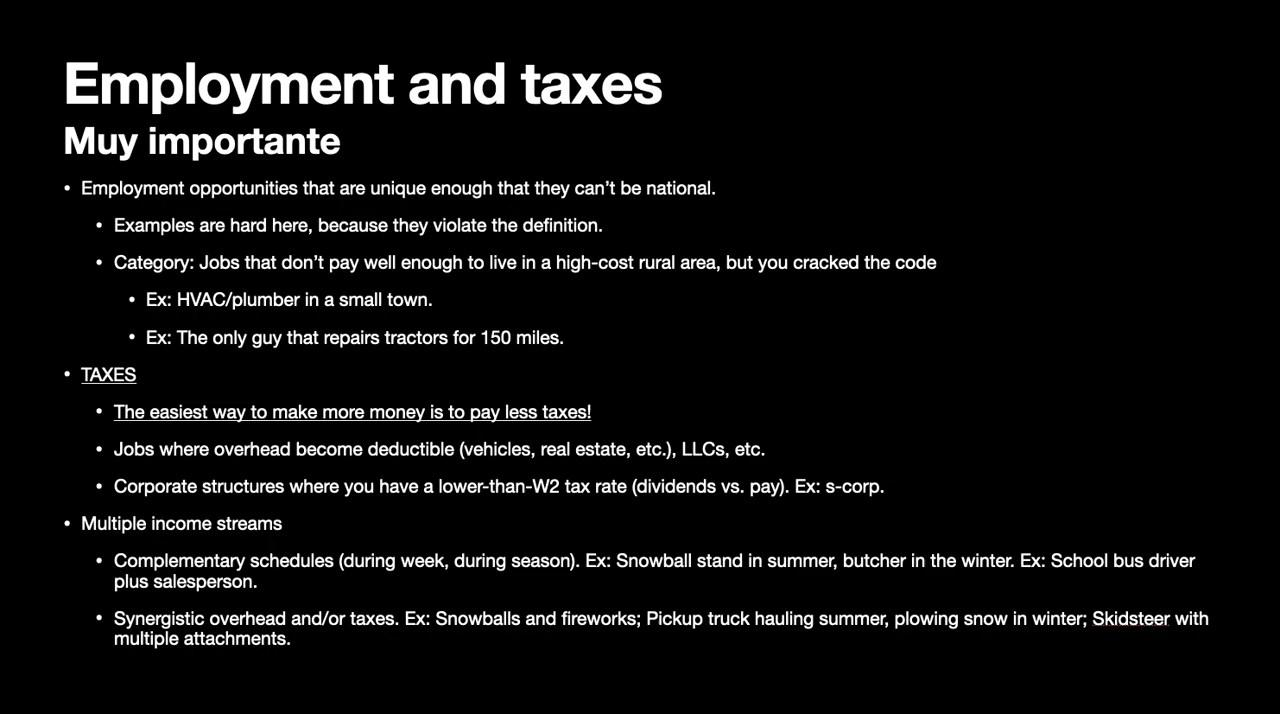 Employment and taxes
Muy importante
• Employment opportunities that are unique enough that they can’t be national.
• Examples are hard here, because they violate the definition.
• Category: Jobs that don’t pay well enough to live in a high-cost rural area, but you cracked the code
• Ex: HVAC/plumber in a small town.
• Ex: The only guy that repairs tractors for 150 miles.
• TAXES
• The easiest way to make more money is to pay less taxes!
• Jobs where overhead become deductible (vehicles, real estate, etc.), LLCs, etc.
• Corporate structures where you have a lower-than-W2 tax rate (dividends vs. pay). Ex: s-corp.
• Multiple income streams
• Complementary schedules (during week, during season). Ex: Snowball stand in summer, butcher in the winter. Ex: School bus driver
plus salesperson.
• Synergistic overhead and/or taxes. Ex: Snowballs and fireworks; Pickup truck hauling summer, plowing snow in winter; Skidsteer with
multiple attachments.